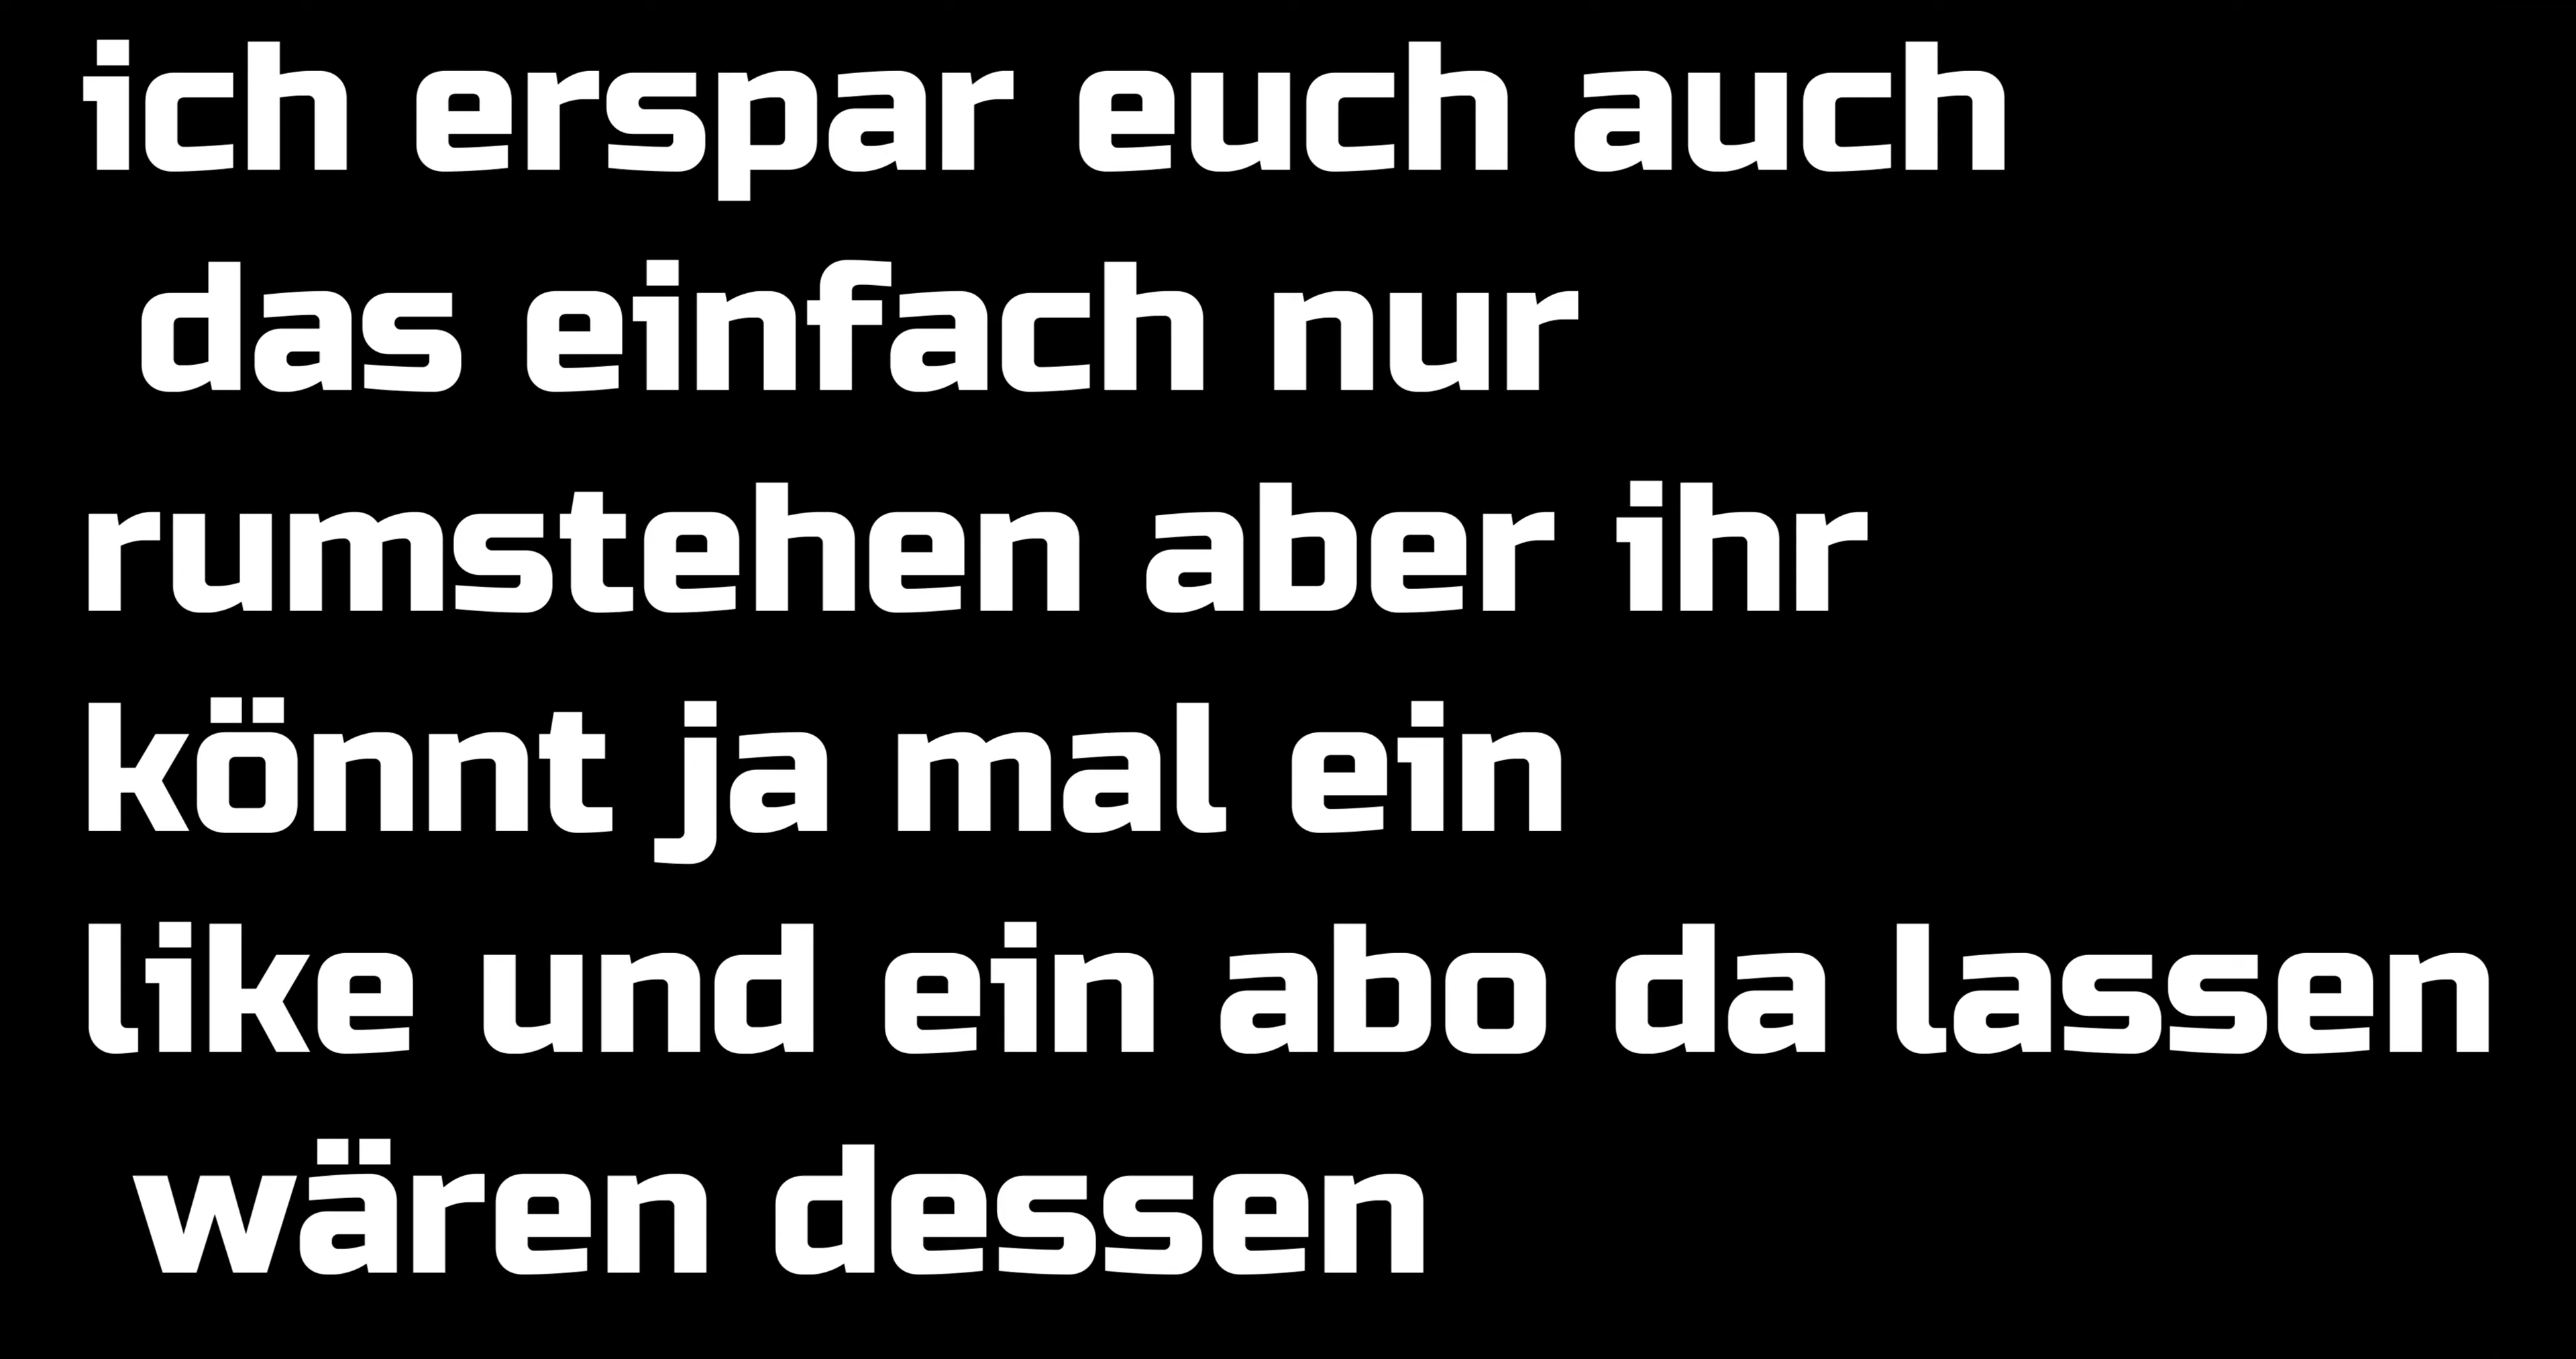 ich erspar euch auch
das einfach nur
rumstehen aber ihr
könnt ja mal ein
like und ein abo da lassen
wären dessen